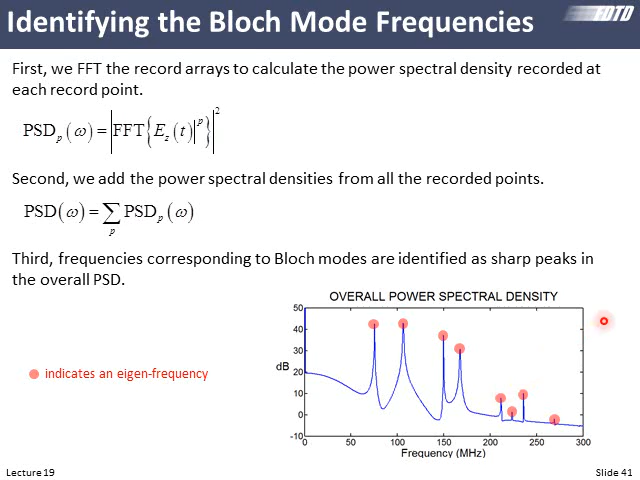 Identifying the Bloch Mode Frequencies
FDTD
First, we FFT the record arrays to calculate the power spectral density recorded at
each record point.
PSD_p(ω) = |FFT{E_z(t)|^p}|^2
Second, we add the power spectral densities from all the recorded points.
PSD(ω) = ∑_p PSD_p(ω)
Third, frequencies corresponding to Bloch modes are identified as sharp peaks in
the overall PSD.
OVERALL POWER SPECTRAL DENSITY
50
40
30
dB 20
10
0
-10
0 50 100 150 200 250 300
Frequency (MHz)
indicates an eigen-frequency
Lecture 19
Slide 41